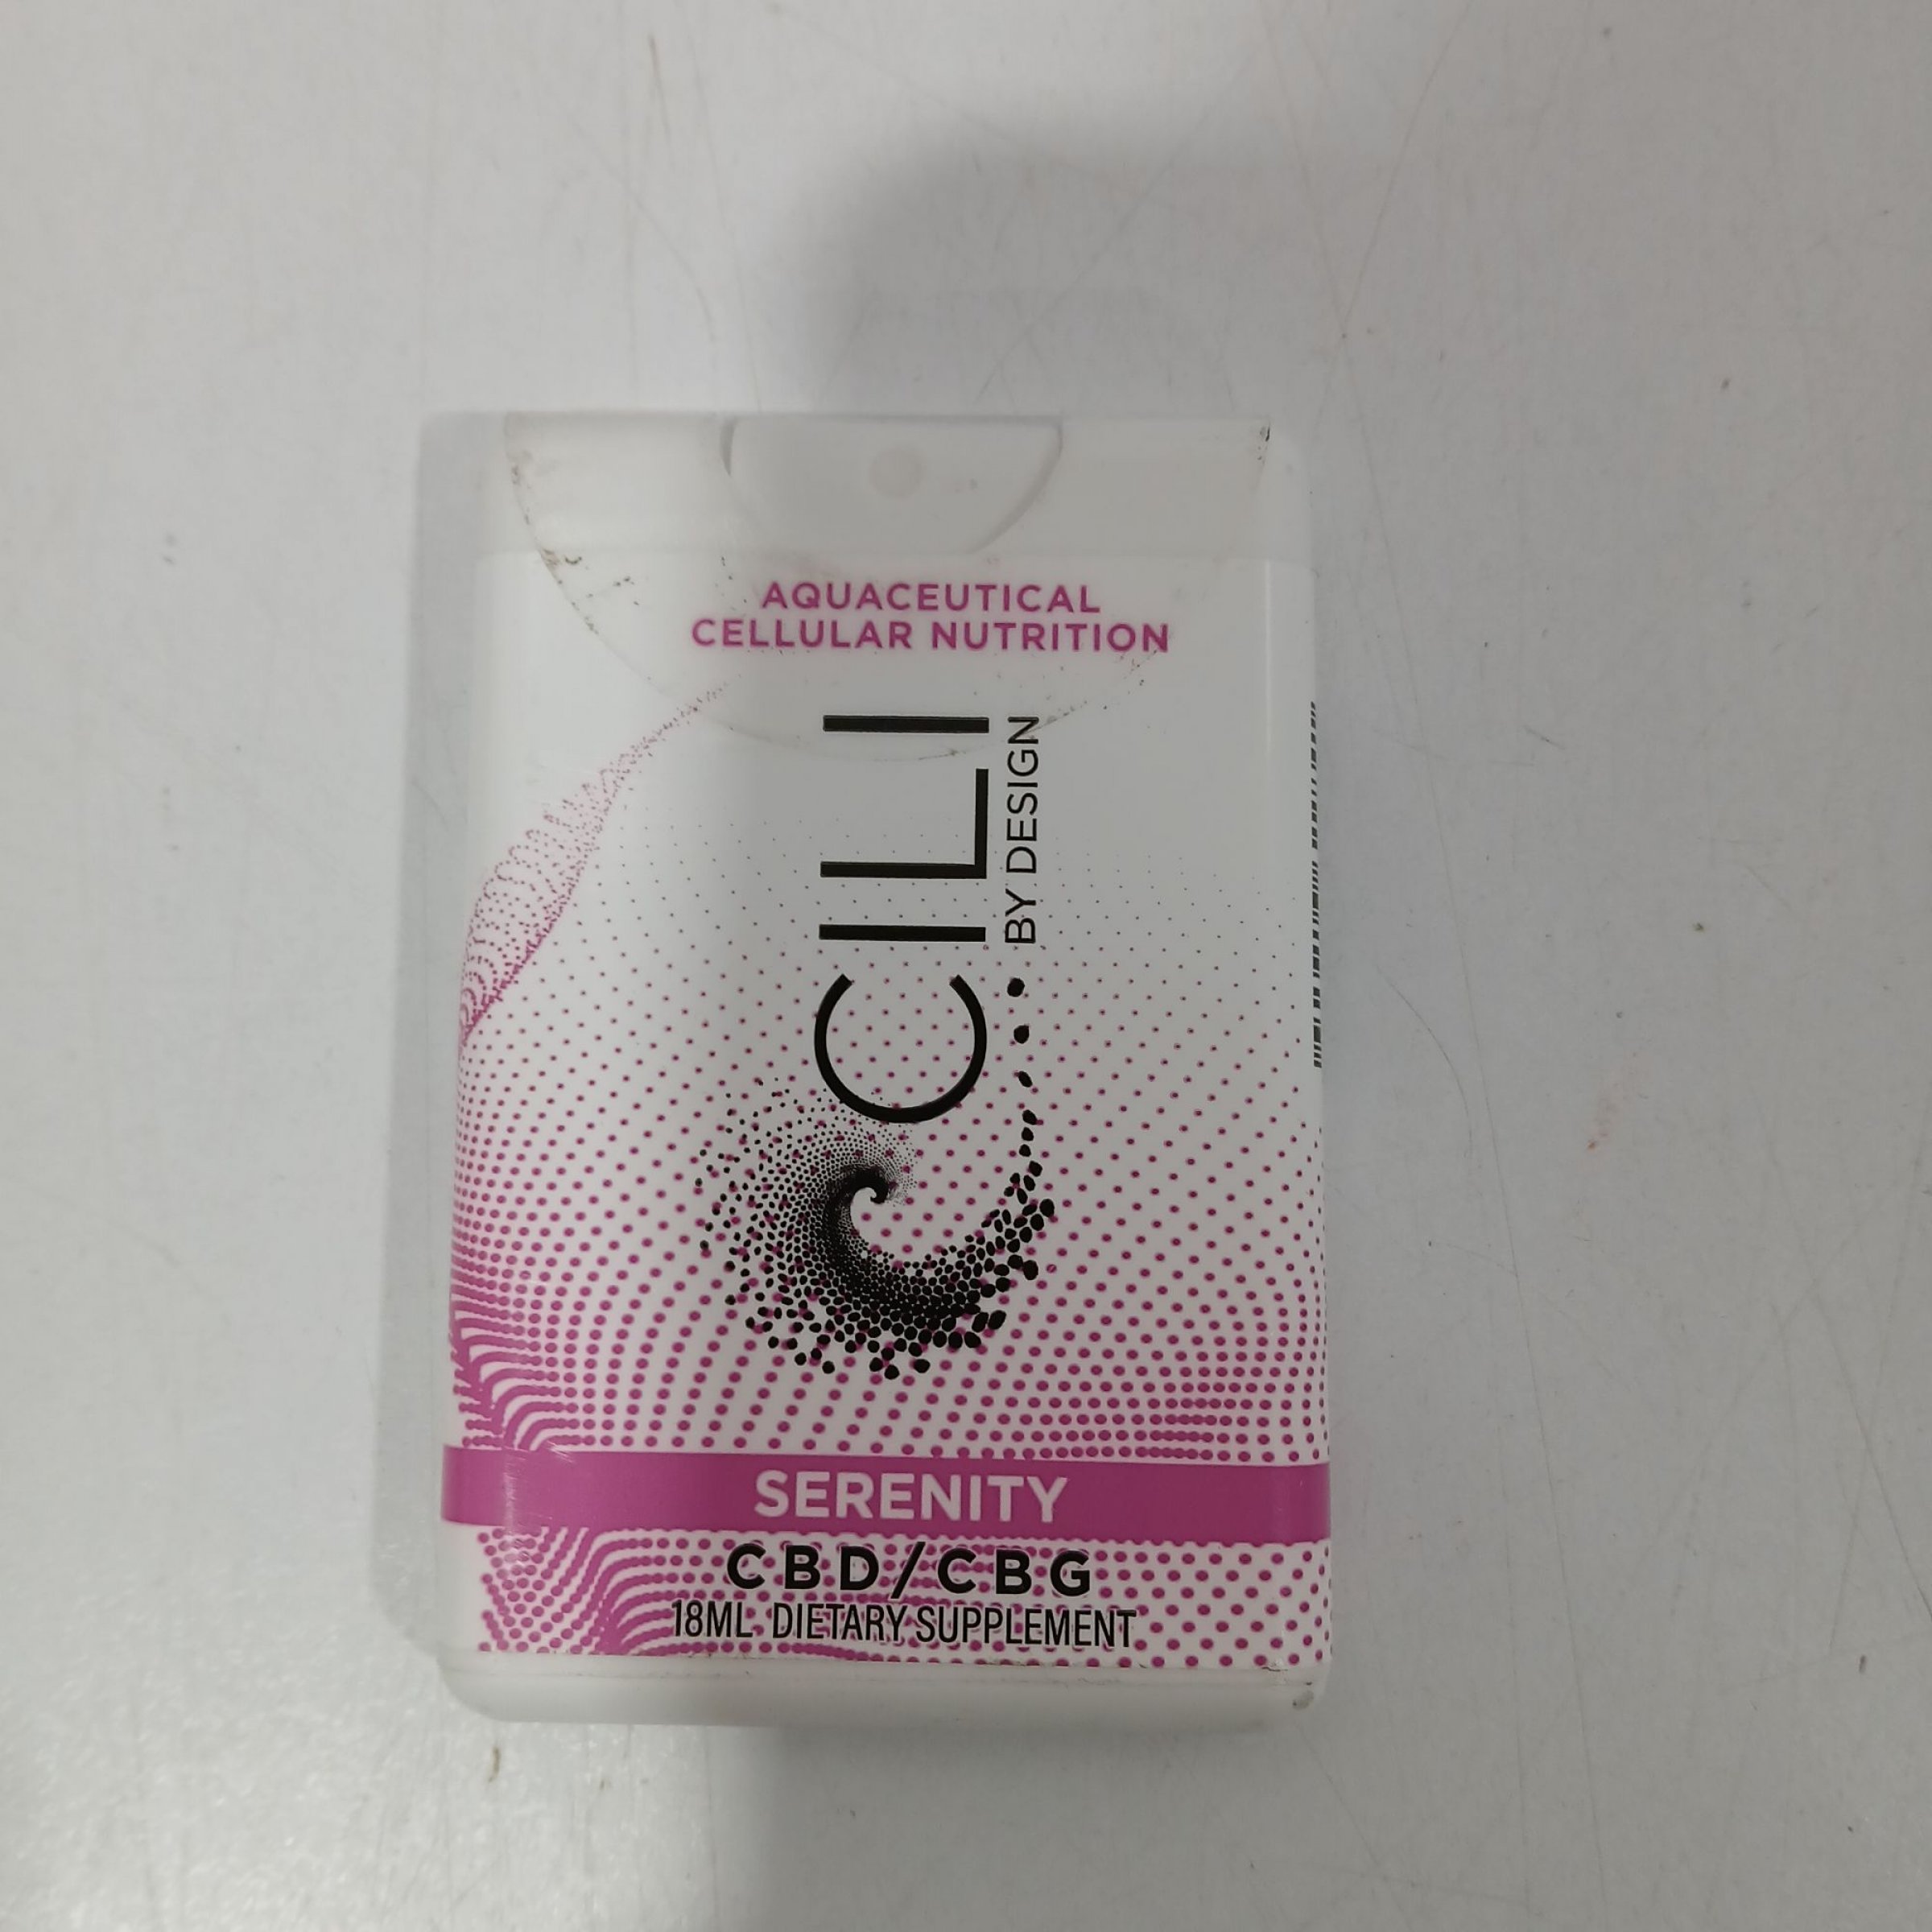 AQUACEUTICAL
CELLULAR NUTRITION
CILI
BY DESIGN
SERENITY
CBD/CBG
18ML DIETARY SUPPLEMENT